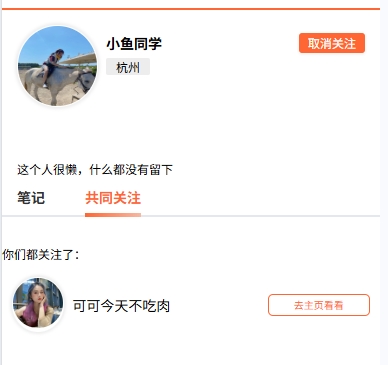 小鱼同学
取消关注
杭州
这个人很懒，什么都没有留下
笔记
共同关注
你们都关注了：
可可今天不吃肉
去主页看看